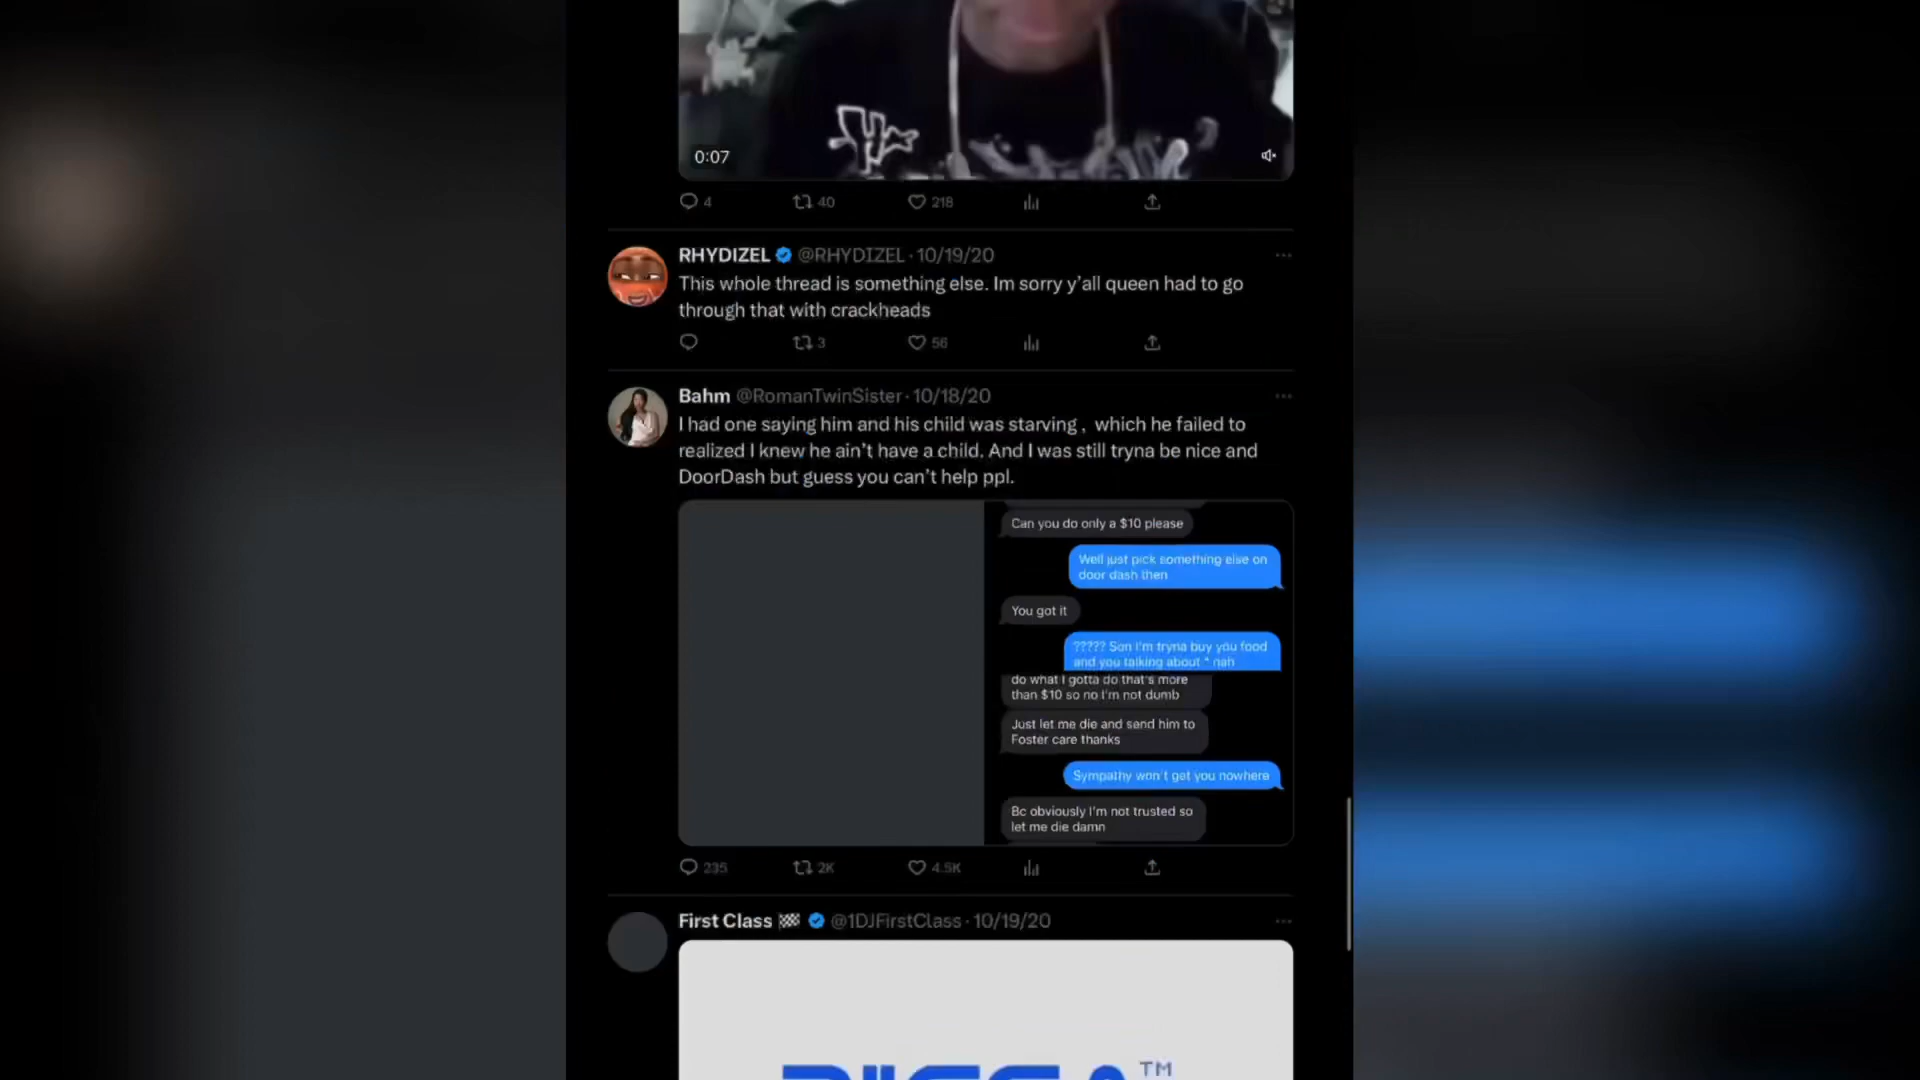 0:07
4
40
218
RHYDIZEL @RHYDIZEL · 10/19/20
This whole thread is something else. Im sorry y'all queen had to go
through that with crackheads
3
56
Bahm @RomanTwinSister · 10/18/20
I had one saying him and his child was starving , which he failed to
realized I knew he ain't have a child. And I was still tryna be nice and
DoorDash but guess you can't help ppl.
Can you do only a $10 please
Well just pick something else on
door dash then
You got it
????? Son I'm tryna buy you food
and you talking about " nah
do what I gotta do that's more
than $10 so no I'm not dumb
Just let me die and send him to
Foster care thanks
Sympathy won't get you nowhere
Bc obviously I'm not trusted so
let me die damn
235
2K
4.5K
First Class @1DJFirstClass · 10/19/20
TM